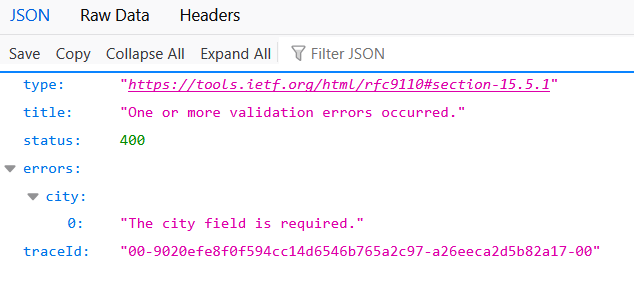 JSON Raw Data Headers
Save Copy Collapse All Expand All Filter JSON
type: "https://tools.ietf.org/html/rfc9110#section-15.5.1"
title: "One or more validation errors occurred."
status: 400
errors:
city:
0: "The city field is required."
traceId: "00-9020efe8f0f594cc14d6546b765a2c97-a26eeca2d5b82a17-00"